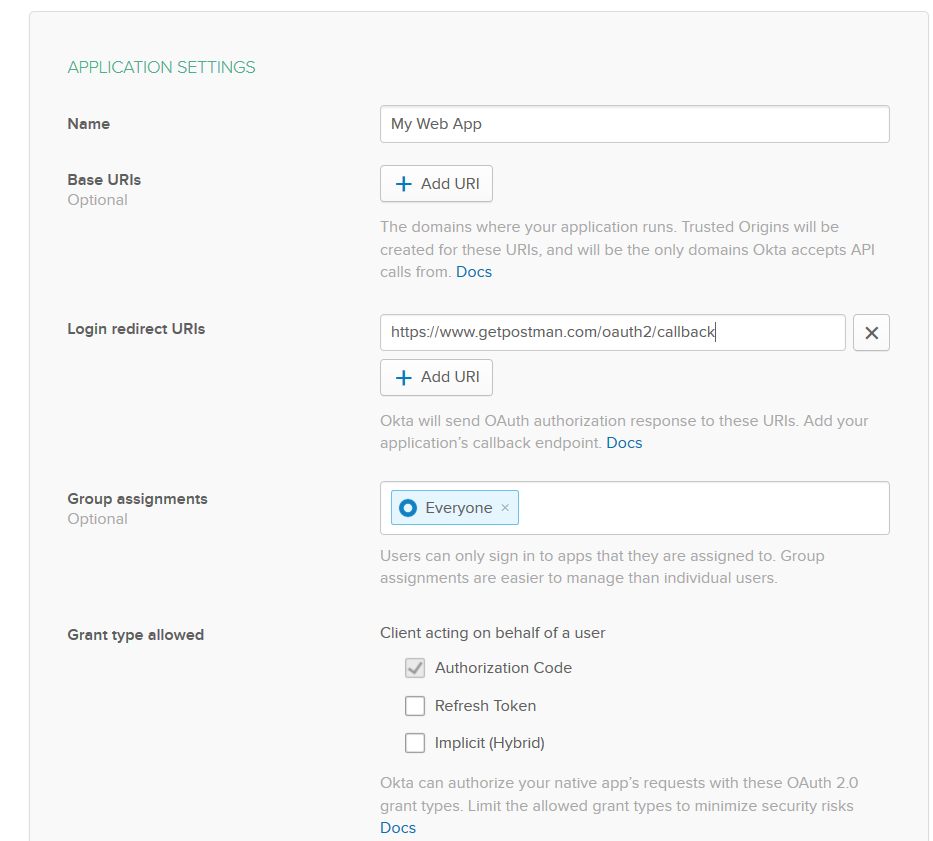 APPLICATION SETTINGS
Name
My Web App
Base URIs
Optional
Add URI
The domains where your application runs. Trusted Origins will be
created for these URIs, and will be the only domains Okta accepts API
calls from. Docs
Login redirect URIs
https://www.getpostman.com/oauth2/callback
Add URI
Okta will send OAuth authorization response to these URIs. Add your
application’s callback endpoint. Docs
Group assignments
Optional
Everyone ×
Users can only sign in to apps that they are assigned to. Group
assignments are easier to manage than individual users.
Grant type allowed
Client acting on behalf of a user
Authorization Code
Refresh Token
Implicit (Hybrid)
Okta can authorize your native app’s requests with these OAuth 2.0
grant types. Limit the allowed grant types to minimize security risks
Docs